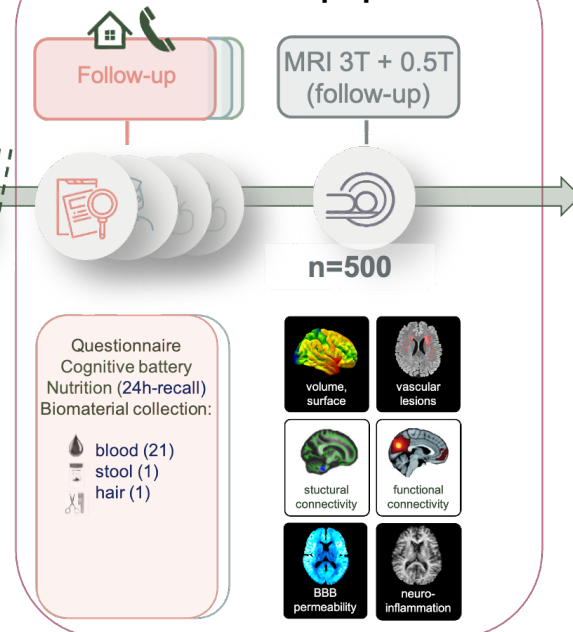 Follow-up
MRI 3T + 0.5T
(follow-up)
n=500
Questionnaire
Cognitive battery
Nutrition (24h-recall)
Biomaterial collection:
blood (21)
stool (1)
hair (1)
volume,
surface
vascular
lesions
stuctural
connectivity
functional
connectivity
BBB
permeability
neuro-
inflammation